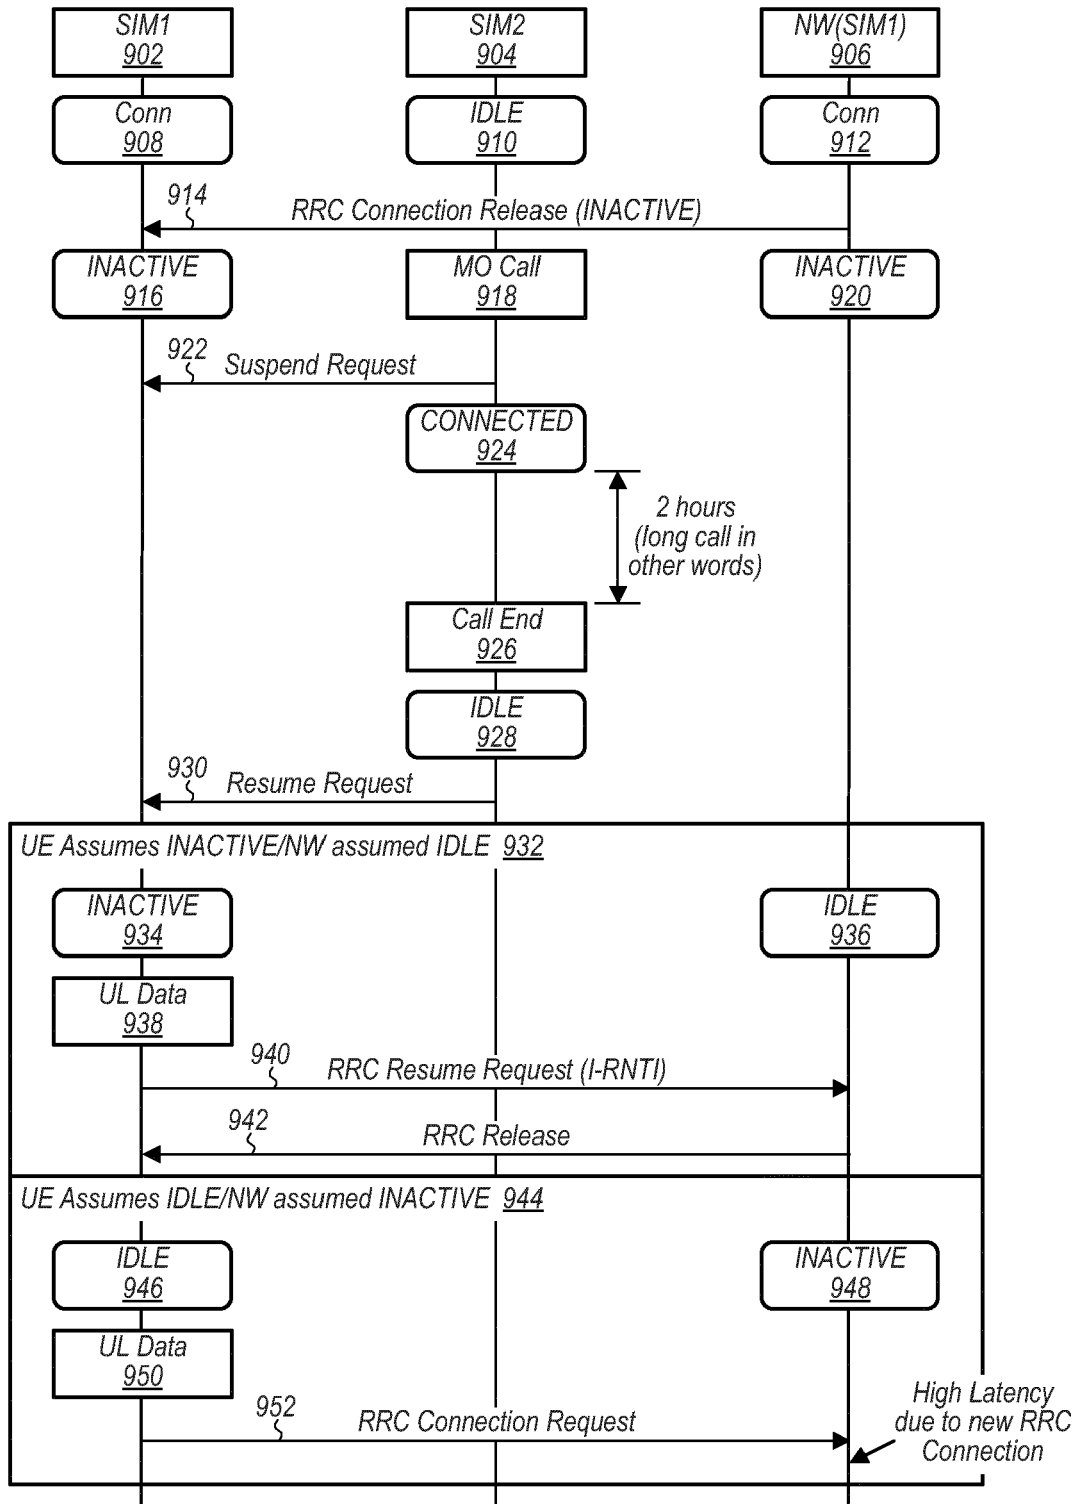 SIM1
902
SIM2
904
NW(SIM1)
906
Conn
908
IDLE
910
Conn
912
914
RRC Connection Release (INACTIVE)
INACTIVE
916
MO Call
918
INACTIVE
920
922
Suspend Request
CONNECTED
924
2 hours
(long call in
other words)
Call End
926
IDLE
928
930
Resume Request
UE Assumes INACTIVE/NW assumed IDLE 932
INACTIVE
934
IDLE
936
UL Data
938
940
RRC Resume Request (I-RNTI)
942
RRC Release
UE Assumes IDLE/NW assumed INACTIVE 944
IDLE
946
INACTIVE
948
UL Data
950
952
RRC Connection Request
High Latency
due to new RRC
Connection